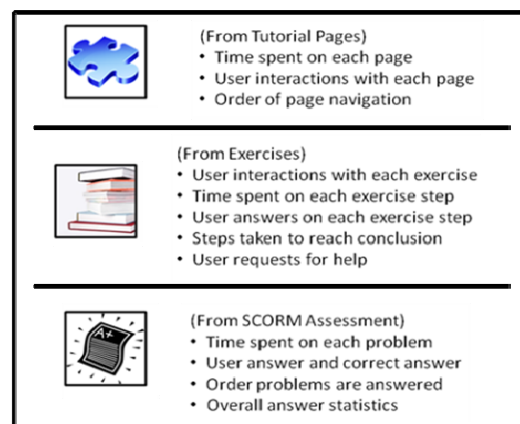 (From Tutorial Pages)
• Time spent on each page
• User interactions with each page
• Order of page navigation
(From Exercises)
• User interactions with each exercise
• Time spent on each exercise step
• User answers on each exercise step
• Steps taken to reach conclusion
• User requests for help
A+
(From SCORM Assessment)
• Time spent on each problem
• User answer and correct answer
• Order problems are answered
• Overall answer statistics